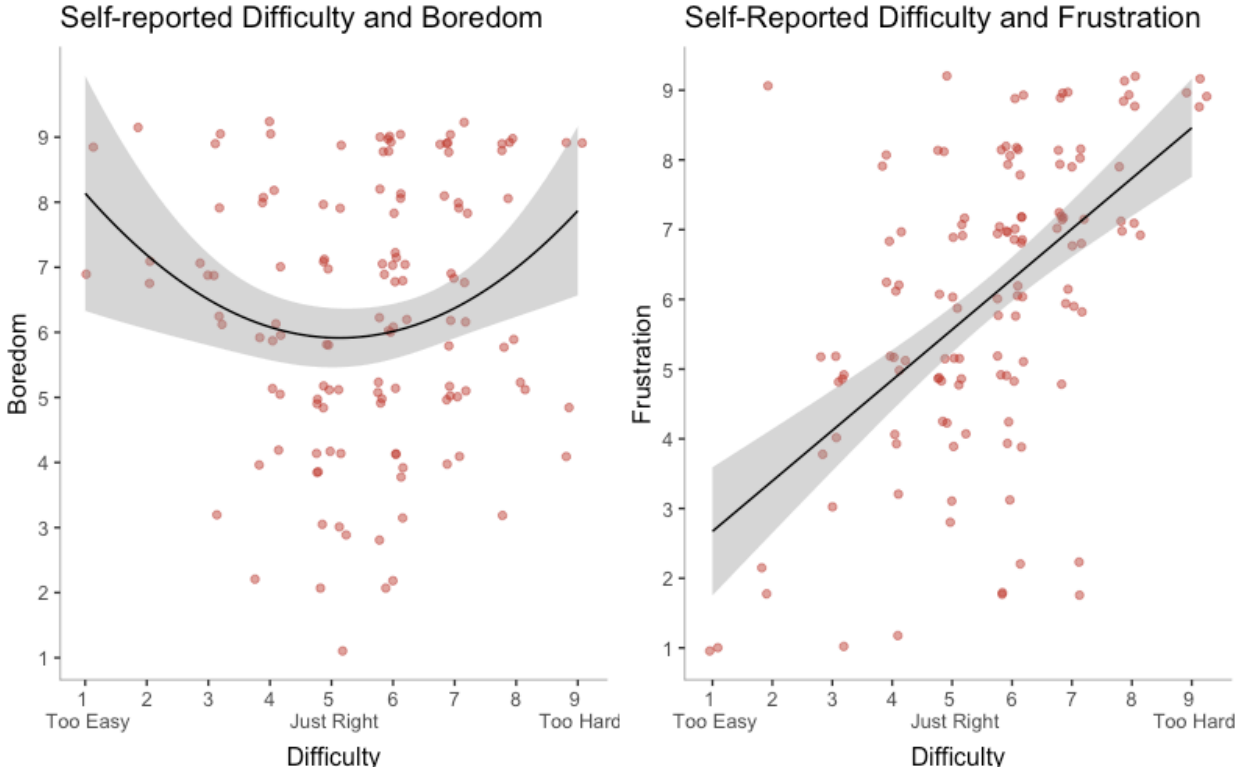 Self-reported Difficulty and Boredom
Boredom
9
8
7
6
5
4
3
2
1
1 2 3 4 5 6 7 8 9
Too Easy Just Right Too Hard
Difficulty
Self-Reported Difficulty and Frustration
Frustration
9
8
7
6
5
4
3
2
1
1 2 3 4 5 6 7 8 9
Too Easy Just Right Too Hard
Difficulty